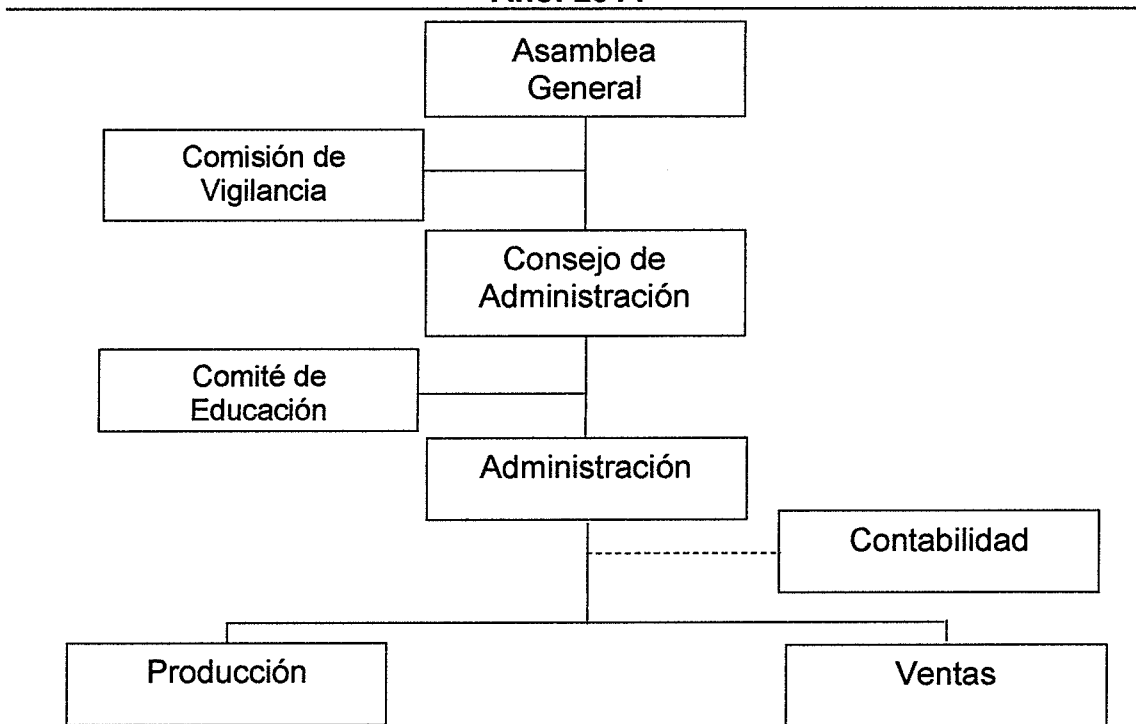 Asamblea
General
Comisión de
Vigilancia
Consejo de
Administración
Comité de
Educación
Administración
Contabilidad
Producción
Ventas